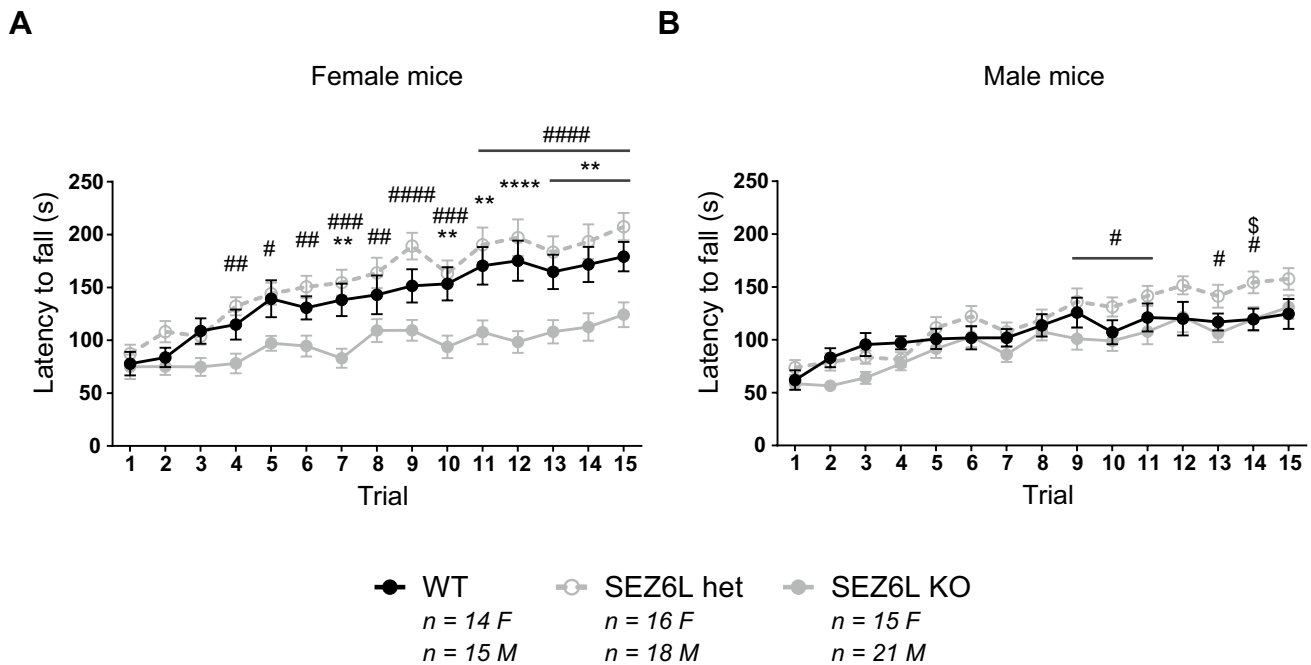 A
B
Female mice
Male mice
####
**
####
****
**
###
**
###
**
##
##
#
##
#
#
$
#
Latency to fall (s)
250
200
150
100
50
0
1 2 3 4 5 6 7 8 9 10 11 12 13 14 15
Trial
Latency to fall (s)
250
200
150
100
50
0
1 2 3 4 5 6 7 8 9 10 11 12 13 14 15
Trial
WT
n = 14 F
n = 15 M
SEZ6L het
n = 16 F
n = 18 M
SEZ6L KO
n = 15 F
n = 21 M